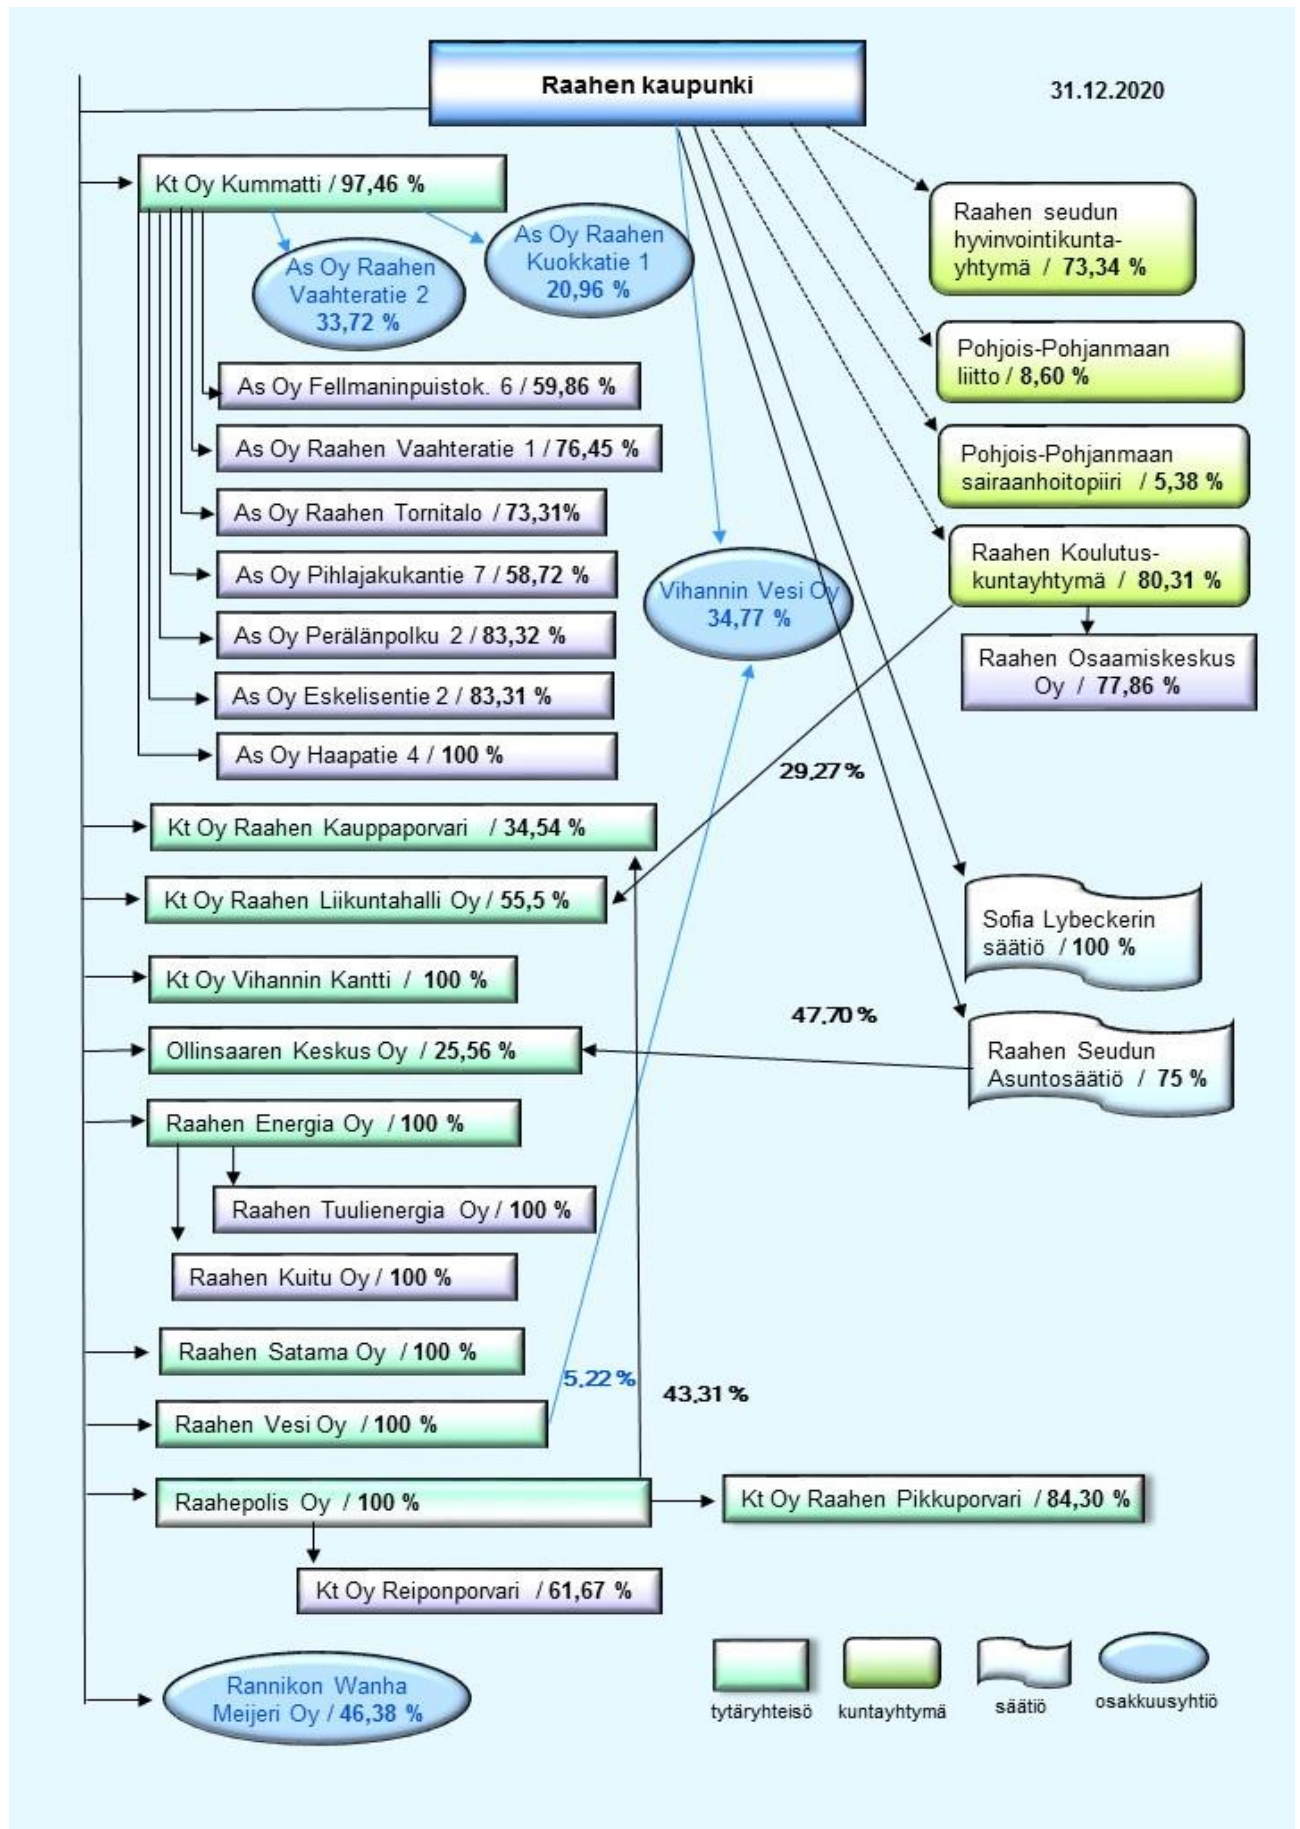 Raahen kaupunki
31.12.2020
Kt Oy Kummatti / 97,46 %
As Oy Raahen
Vaahteratie 2
33,72 %
As Oy Raahen
Kuokkatie 1
20,96 %
Raahen seudun
hyvinvointikunta-
yhtymä / 73,34 %
Pohjois-Pohjanmaan
liitto / 8,60 %
As Oy Fellmaninpuistok. 6 / 59,86 %
As Oy Raahen Vaahteratie 1 / 76,45 %
Pohjois-Pohjanmaan
sairaanhoitopiiri / 5,38 %
As Oy Raahen Tornitalo / 73,31%
Raahen Koulutus-
kuntayhtymä / 80,31 %
As Oy Pihlajakukantie 7 / 58,72 %
Vihannin Vesi Oy
34,77 %
As Oy Perälänpolku 2 / 83,32 %
Raahen Osaamiskeskus
Oy / 77,86 %
As Oy Eskelisentie 2 / 83,31 %
As Oy Haapatie 4 / 100 %
29,27 %
Kt Oy Raahen Kauppaporvari / 34,54 %
Kt Oy Raahen Liikuntahalli Oy / 55,5 %
Sofia Lybeckerin
säätiö / 100 %
Kt Oy Vihannin Kantti / 100 %
47,70 %
Ollinsaaren Keskus Oy / 25,56 %
Raahen Seudun
Asuntosäätiö / 75 %
Raahen Energia Oy / 100 %
Raahen Tuulienergia Oy / 100 %
Raahen Kuitu Oy / 100 %
Raahen Satama Oy / 100 %
5,22 %
43,31 %
Raahen Vesi Oy / 100 %
Raahepolis Oy / 100 %
Kt Oy Raahen Pikkuporvari / 84,30 %
Kt Oy Reiponporvari / 61,67 %
Rannikon Wanha
Meijeri Oy / 46,38 %
tytäryhteisö
kuntayhtymä
säätiö
osakkuusyhtiö